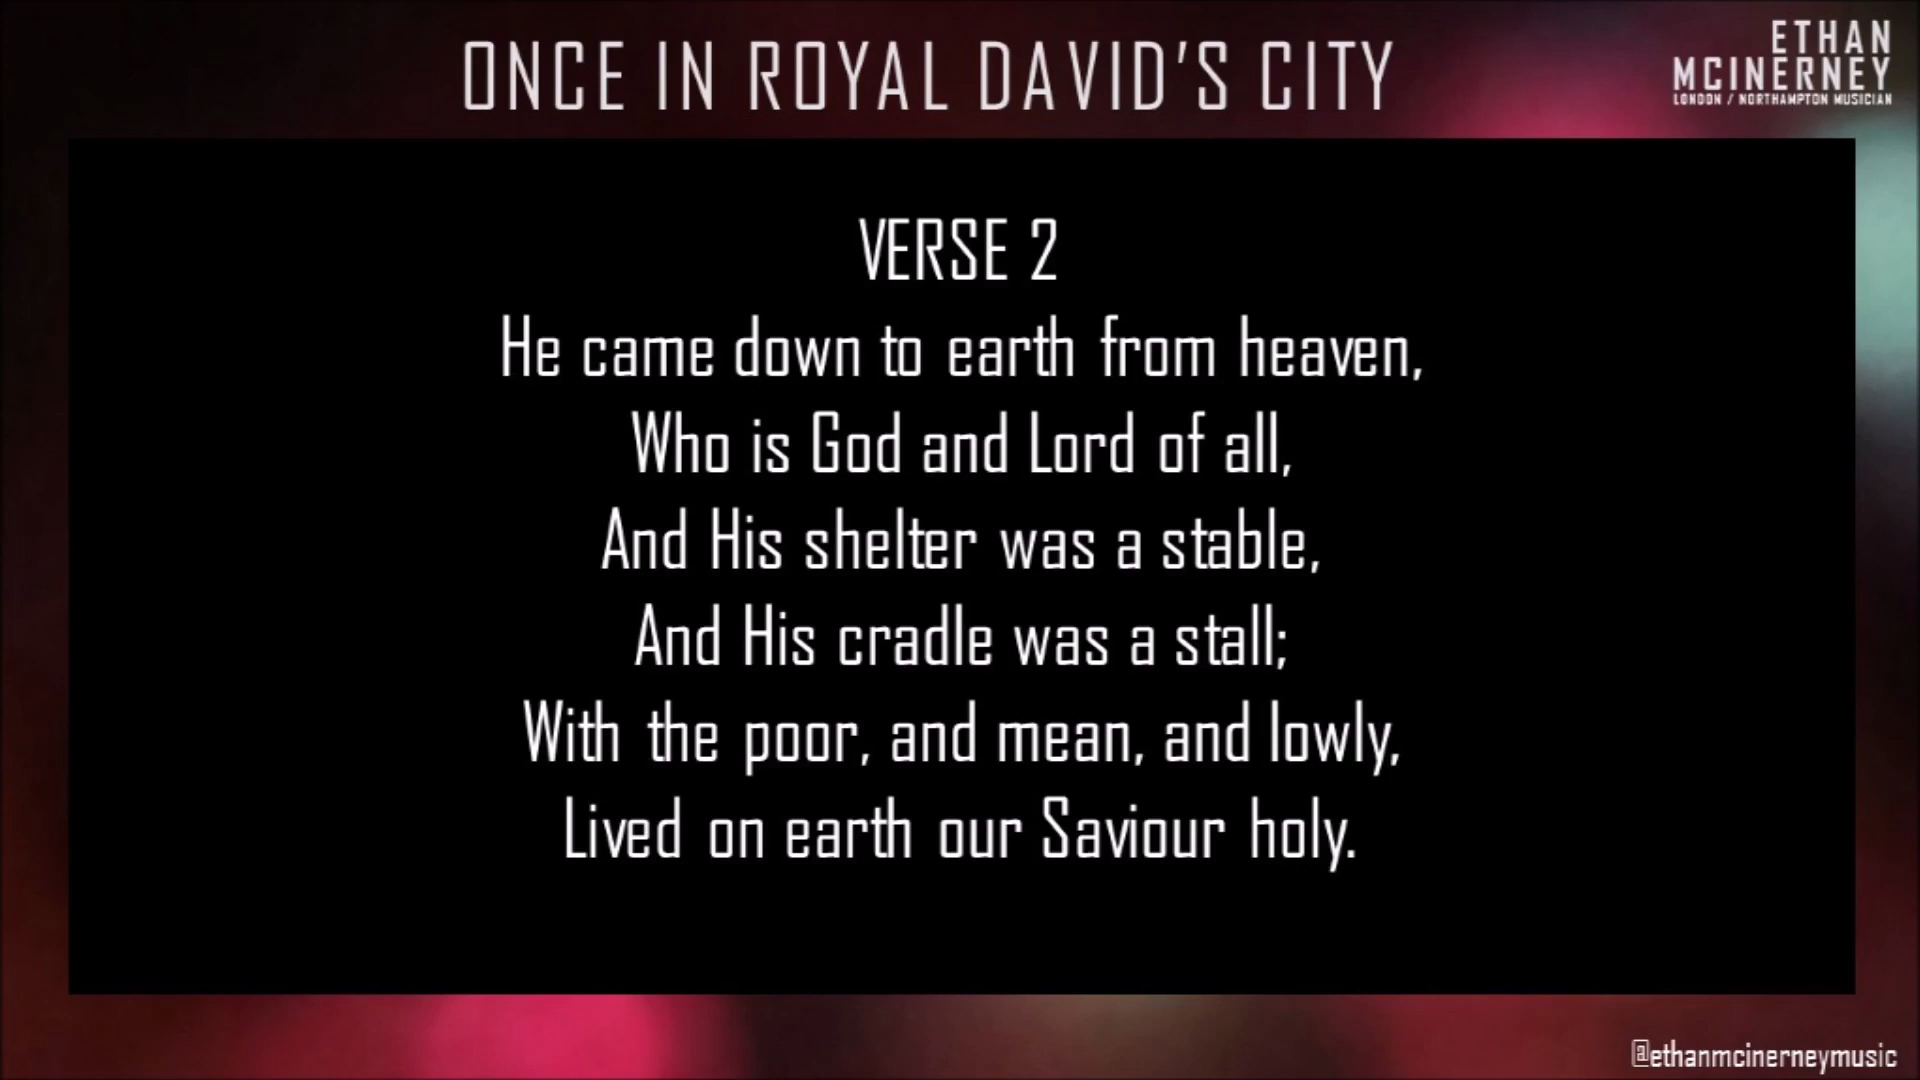 ONCE IN ROYAL DAVID'S CITY
ETHAN
MCINERNEY
LONDON / NORTHAMPTON MUSICIAN
VERSE 2
He came down to earth from heaven,
Who is God and Lord of all,
And His shelter was a stable,
And His cradle was a stall;
With the poor, and mean, and lowly,
Lived on earth our Saviour holy.
@ethanmcinerneymusic